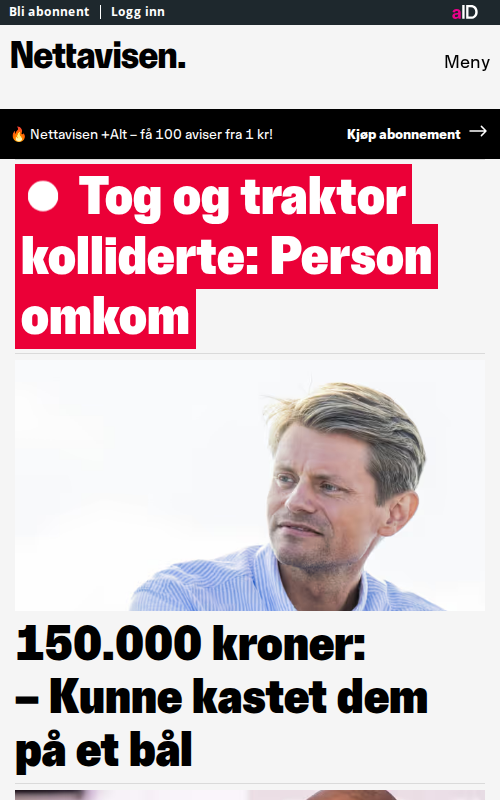 Bli abonnent | Logg inn
aID
Nettavisen.
Meny
🔥 Nettavisen +Alt – få 100 aviser fra 1 kr!
Kjøp abonnement →
Tog og traktor
kolliderte: Person
omkom
150.000 kroner:
– Kunne kastet dem
på et bål